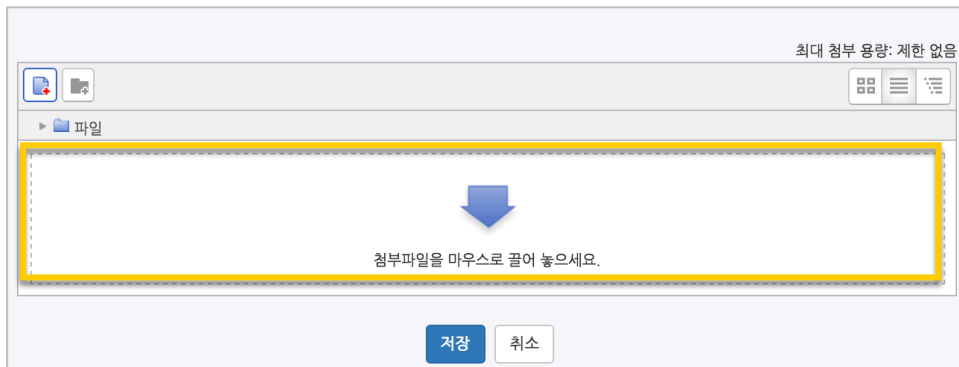 최대 첨부 용량: 제한 없음
파일
첨부파일을 마우스로 끌어 놓으세요.
저장 취소